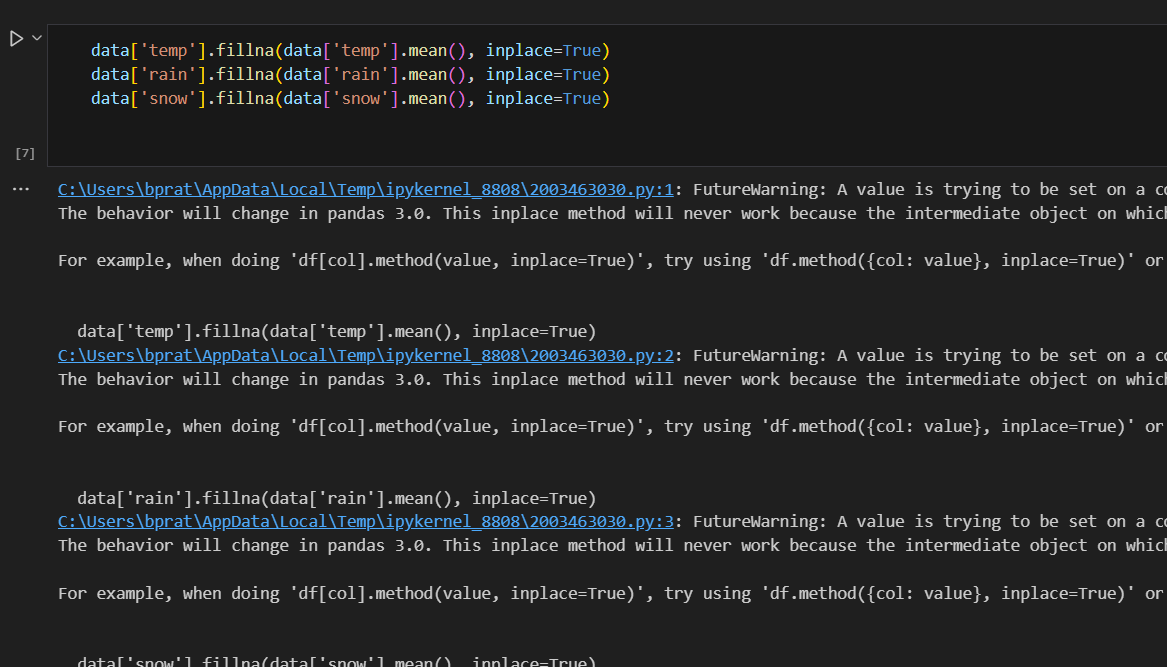 data['temp'].fillna(data['temp'].mean(), inplace=True)
data['rain'].fillna(data['rain'].mean(), inplace=True)
data['snow'].fillna(data['snow'].mean(), inplace=True)
[7]
...
C:\Users\bprat\AppData\Local\Temp\ipykernel_8808\2003463030.py:1: FutureWarning: A value is trying to be set on a
The behavior will change in pandas 3.0. This inplace method will never work because the intermediate object on
For example, when doing 'df[col].method(value, inplace=True)', try using 'df.method({col: value}, inplace=True)' or
data['temp'].fillna(data['temp'].mean(), inplace=True)
C:\Users\bprat\AppData\Local\Temp\ipykernel_8808\2003463030.py:2: FutureWarning: A value is trying to be set on a
The behavior will change in pandas 3.0. This inplace method will never work because the intermediate object on
For example, when doing 'df[col].method(value, inplace=True)', try using 'df.method({col: value}, inplace=True)' or
data['rain'].fillna(data['rain'].mean(), inplace=True)
C:\Users\bprat\AppData\Local\Temp\ipykernel_8808\2003463030.py:3: FutureWarning: A value is trying to be set on a
The behavior will change in pandas 3.0. This inplace method will never work because the intermediate object on
For example, when doing 'df[col].method(value, inplace=True)', try using 'df.method({col: value}, inplace=True)' or
data['snow'].fillna(data['snow'].mean(), inplace=True)